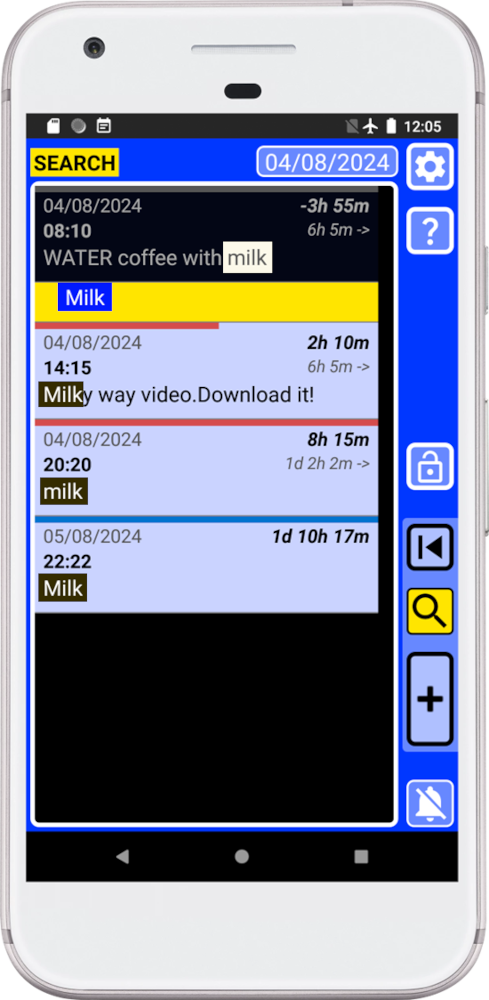 12:05
SEARCH
04/08/2024
04/08/2024 -3h 55m
08:10 6h 5m ->
WATER coffee with milk
?
Milk
04/08/2024 2h 10m
14:15 6h 5m ->
Milky way video.Download it!
04/08/2024 8h 15m
20:20 1d 2h 2m ->
milk
05/08/2024 1d 10h 17m
22:22
Milk
+